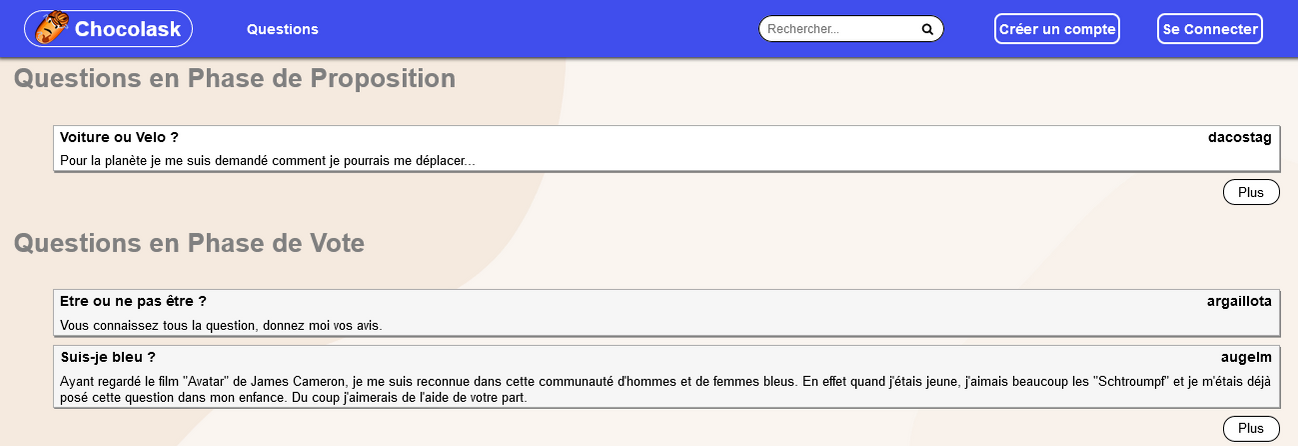 Chocolask
Questions
Rechercher...
Créer un compte
Se Connecter
Questions en Phase de Proposition
Voiture ou Velo ?
dacostag
Pour la planète je me suis demandé comment je pourrais me déplacer...
Plus
Questions en Phase de Vote
Etre ou ne pas être ?
argaillota
Vous connaissez tous la question, donnez moi vos avis.
Suis-je bleu ?
augelm
Ayant regardé le film "Avatar" de James Cameron, je me suis reconnue dans cette communauté d'hommes et de femmes bleus. En effet quand j'étais jeune, j'aimais beaucoup les "Schtroumpf" et je m'étais déjà
posé cette question dans mon enfance. Du coup j'aimerais de l'aide de votre part.
Plus